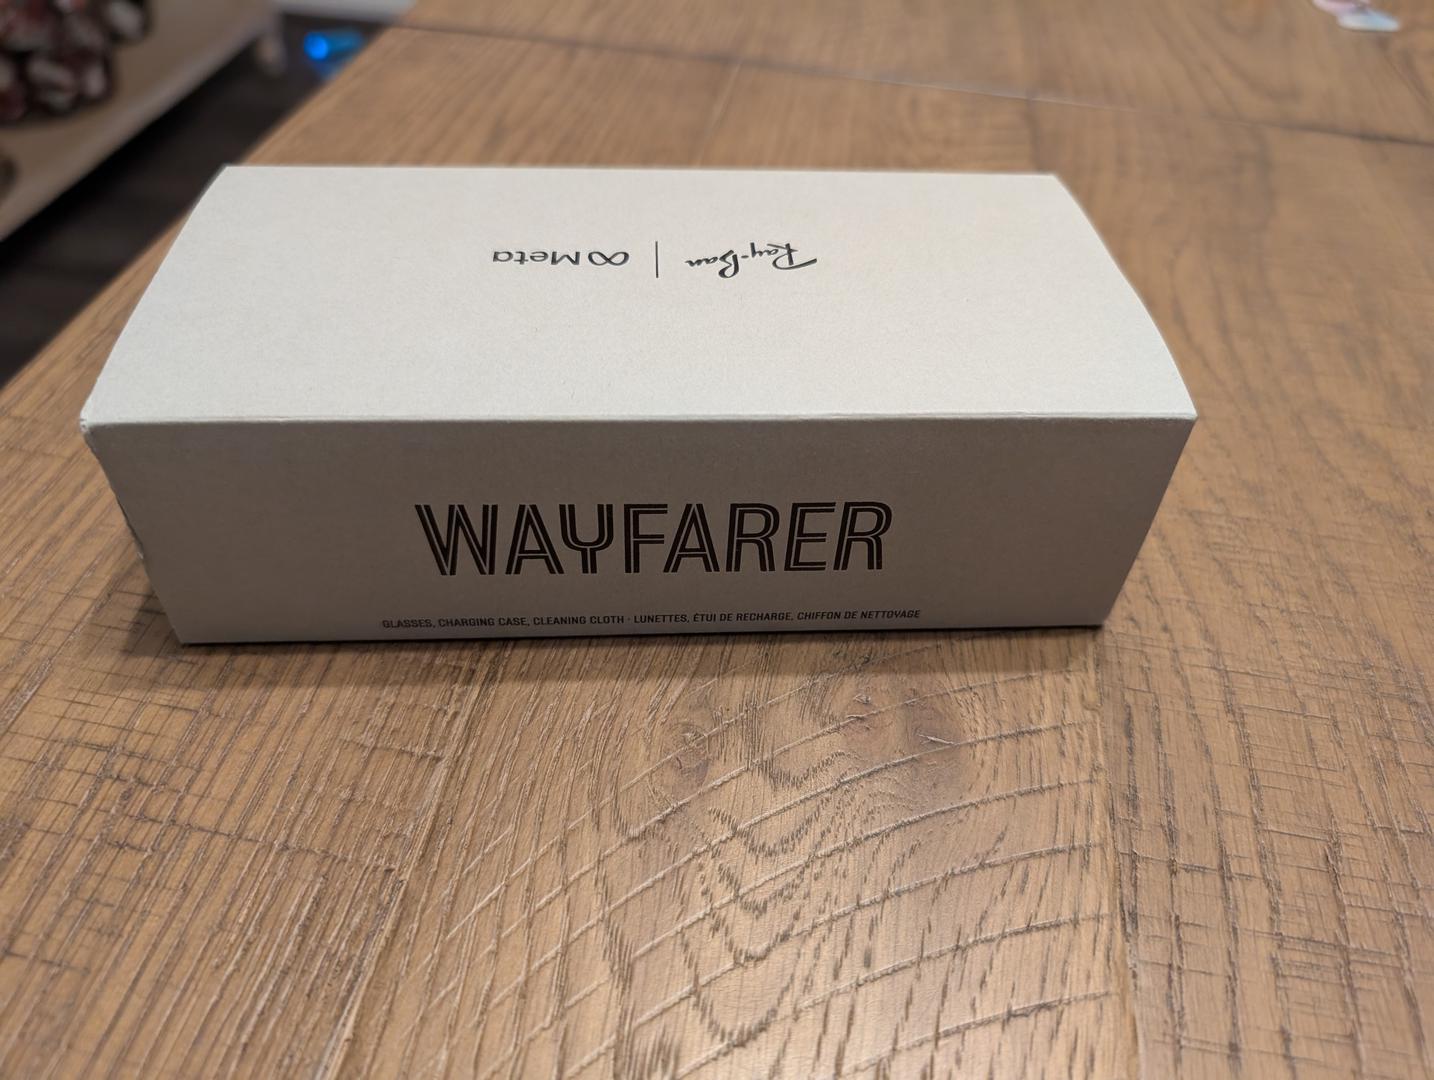 Ray-Ban | Meta
WAYFARER
GLASSES, CHARGING CASE, CLEANING CLOTH · LUNETTES, ÉTUI DE RECHARGE, CHIFFON DE NETTOYAGE